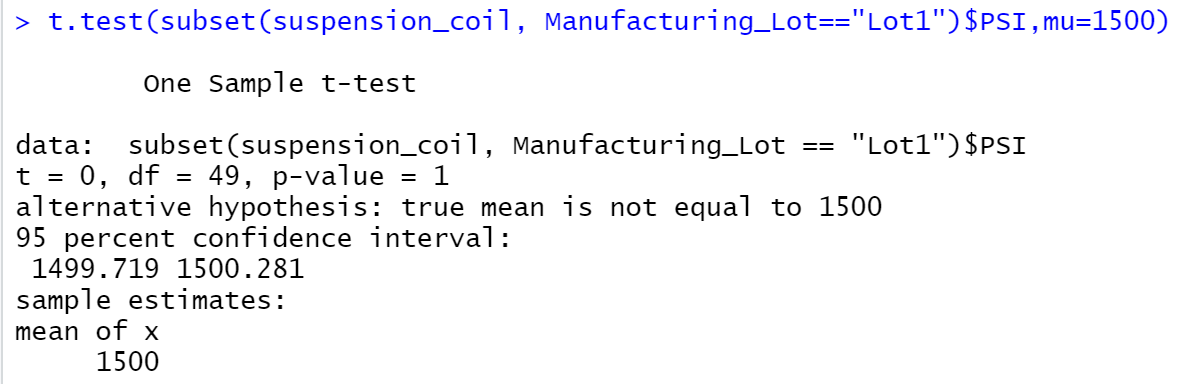 > t.test(subset(suspension_coil, Manufacturing_Lot=="Lot1")$PSI,mu=1500)
One Sample t-test
data:  subset(suspension_coil, Manufacturing_Lot == "Lot1")$PSI
t = 0, df = 49, p-value = 1
alternative hypothesis: true mean is not equal to 1500
95 percent confidence interval:
1499.719 1500.281
sample estimates:
mean of x
1500